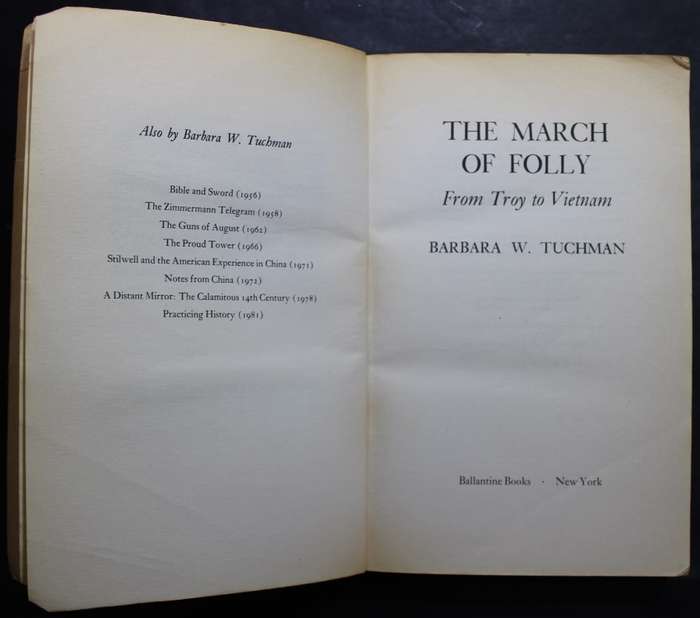 Also by Barbara W. Tuchman
Bible and Sword (1956)
The Zimmermann Telegram (1958)
The Guns of August (1962)
The Proud Tower (1966)
Stilwell and the American Experience in China (1971)
Notes from China (1972)
A Distant Mirror: The Calamitous 14th Century (1978)
Practicing History (1981)
THE MARCH
OF FOLLY
From Troy to Vietnam
BARBARA W. TUCHMAN
Ballantine Books · New York